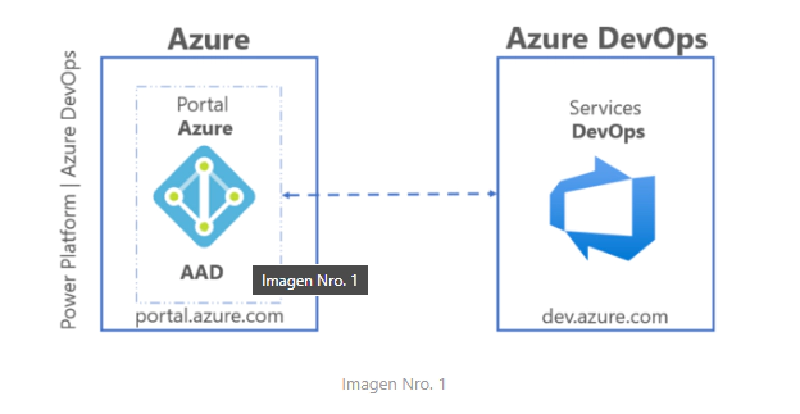 Azure
Azure DevOps
Power Platform | Azure DevOps
Portal
Azure
AAD
portal.azure.com
Services
DevOps
dev.azure.com
Imagen Nro. 1
Imagen Nro. 1